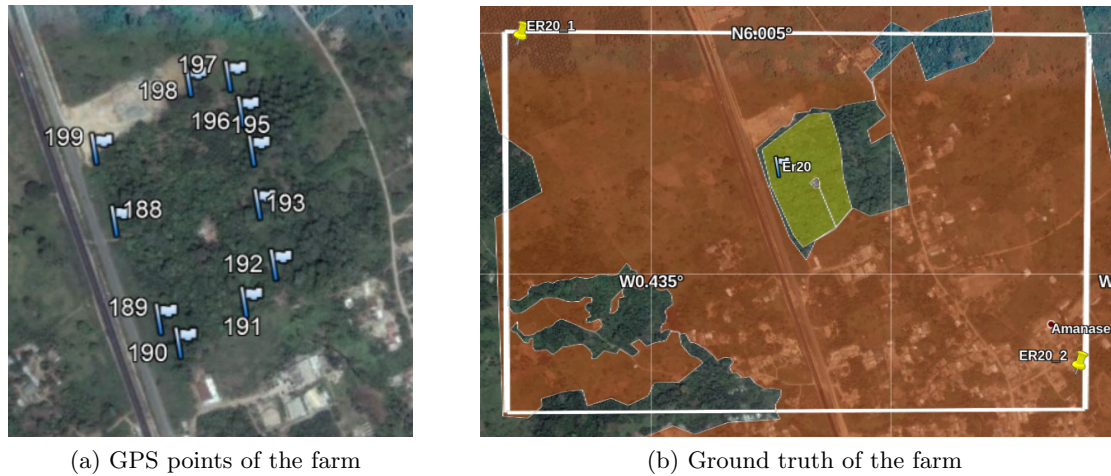 197
198
196
195
199
193
188
192
189
191
190
ER20_1
N6.005°
Er20
W0.435°
W
Amanase
ER20_2
(a) GPS points of the farm
(b) Ground truth of the farm